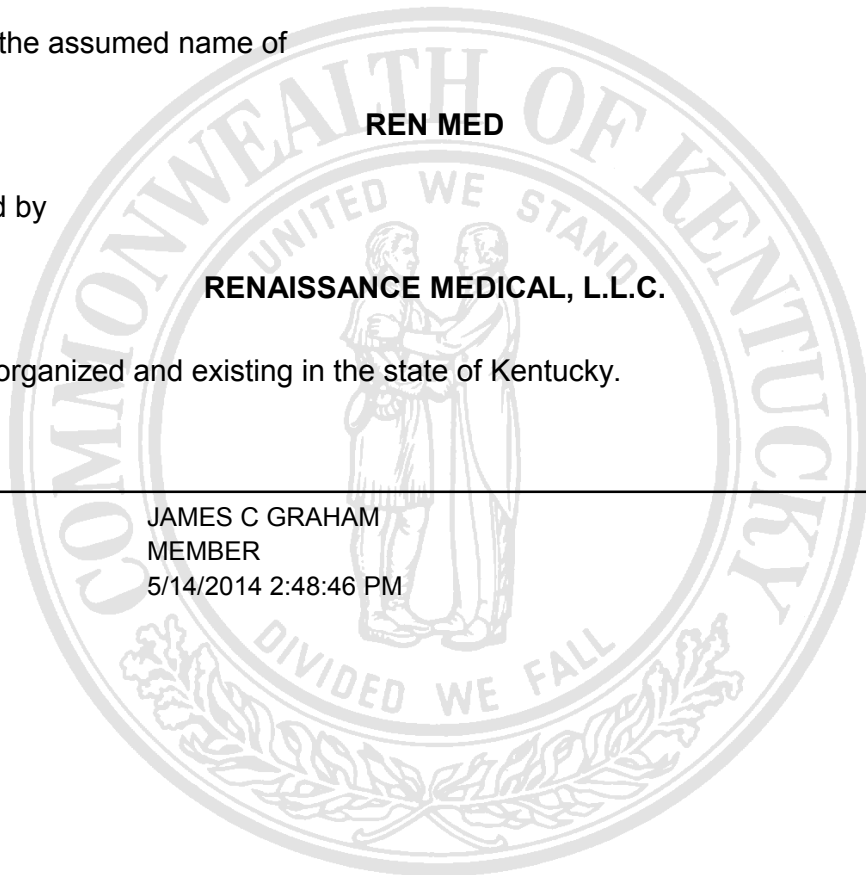 the assumed name of
REN MED
d by
RENAISSANCE MEDICAL, L.L.C.
organized and existing in the state of Kentucky.
JAMES C GRAHAM
MEMBER
5/14/2014 2:48:46 PM
COMMONWEALTH OF KENTUCKY
UNITED WE STAND
DIVIDED WE FALL